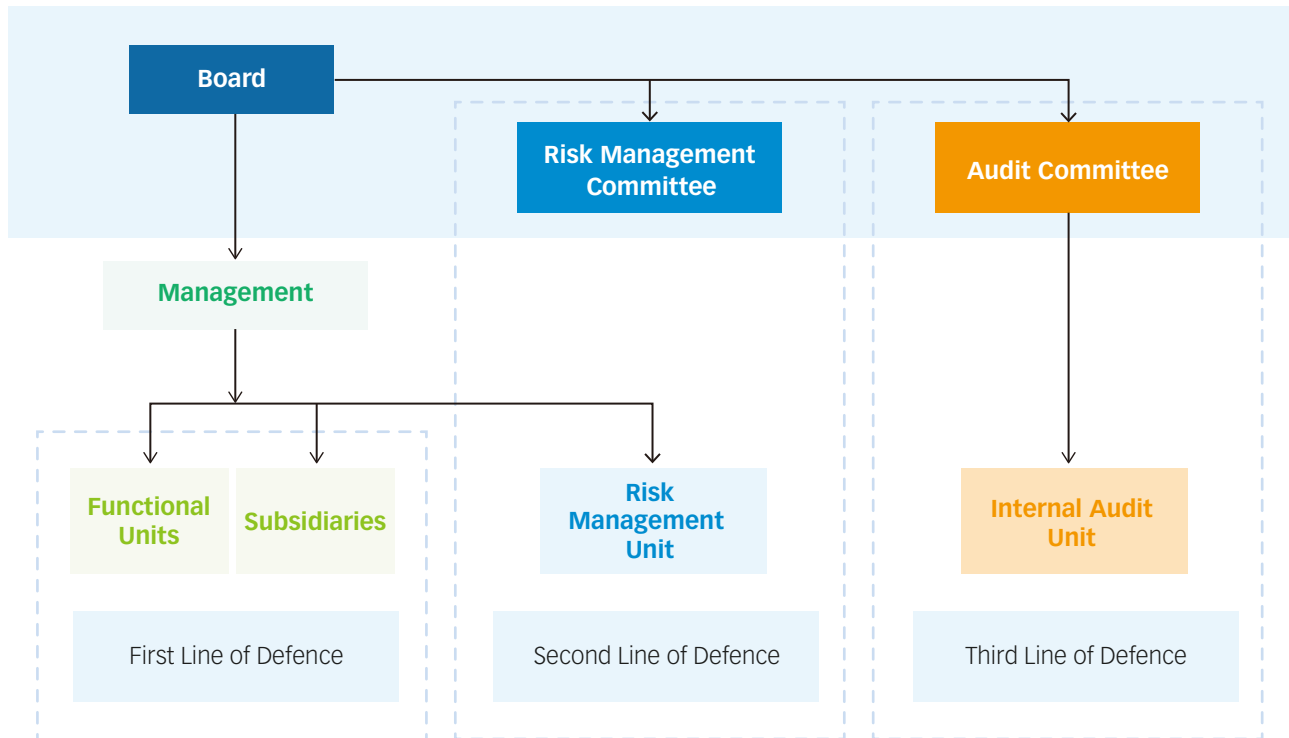 Board
Risk Management
Committee
Audit Committee
Management
Functional
Units
Subsidiaries
Risk
Management
Unit
Internal Audit
Unit
First Line of Defence
Second Line of Defence
Third Line of Defence